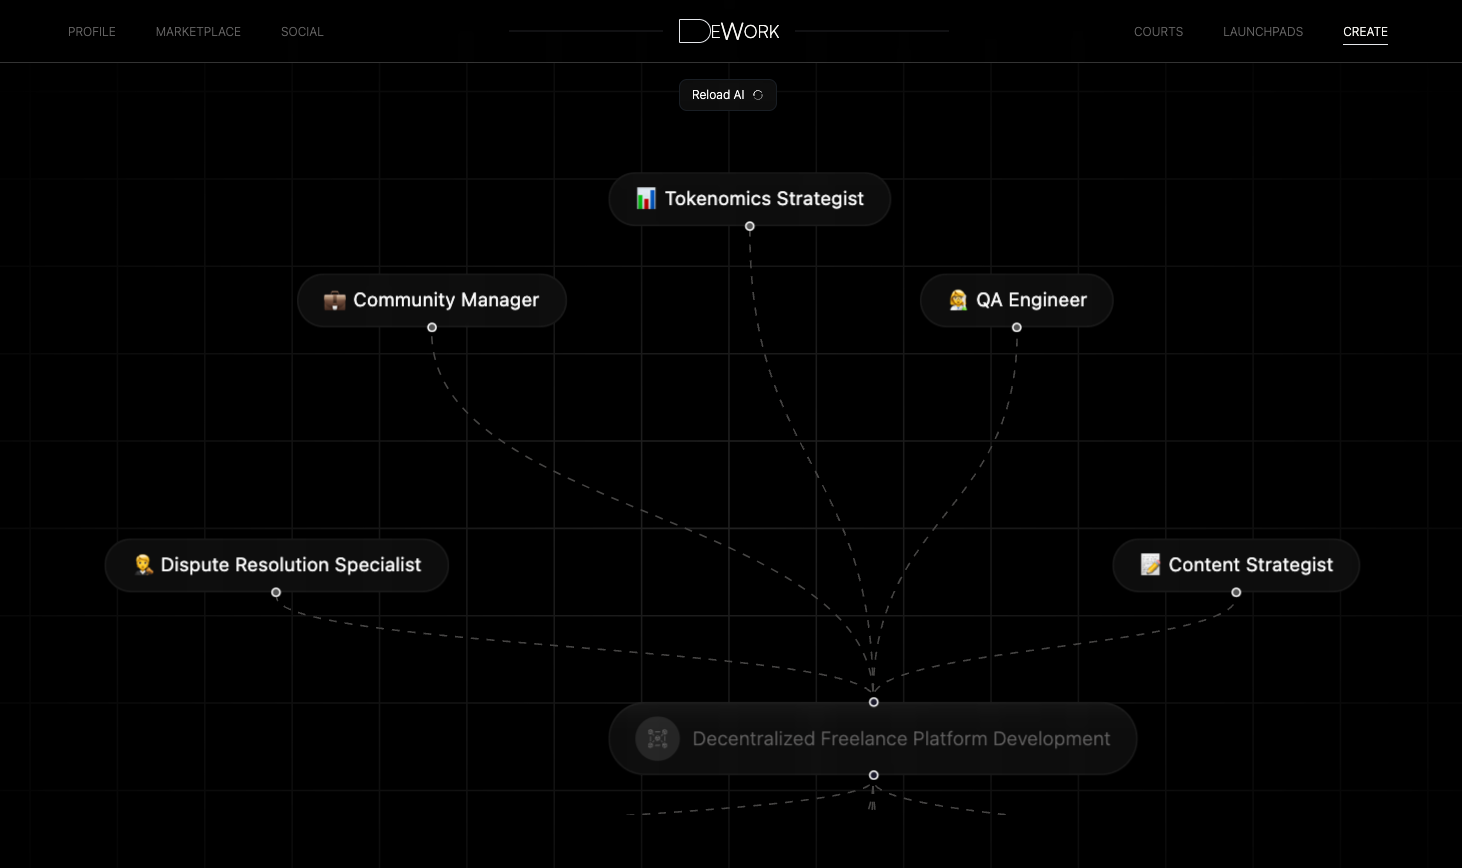 PROFILE
MARKETPLACE
SOCIAL
DEWORK
COURTS
LAUNCHPADS
CREATE
Reload AI
Tokenomics Strategist
Community Manager
QA Engineer
Dispute Resolution Specialist
Content Strategist
Decentralized Freelance Platform Development